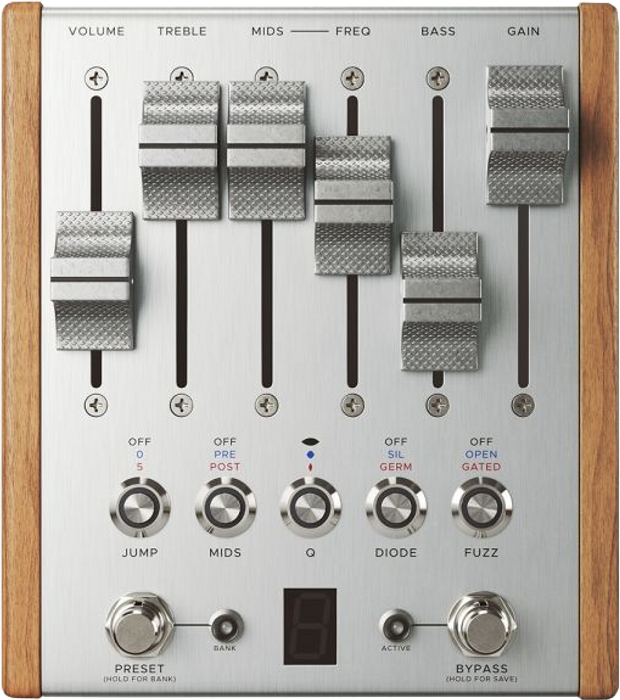 VOLUME TREBLE MIDS FREQ BASS GAIN
OFF OFF OFF OFF
0 PRE SIL OPEN
5 POST GERM GATED
JUMP MIDS Q DIODE FUZZ
BANK ACTIVE
PRESET BYPASS
(HOLD FOR BANK) (HOLD FOR SAVE)